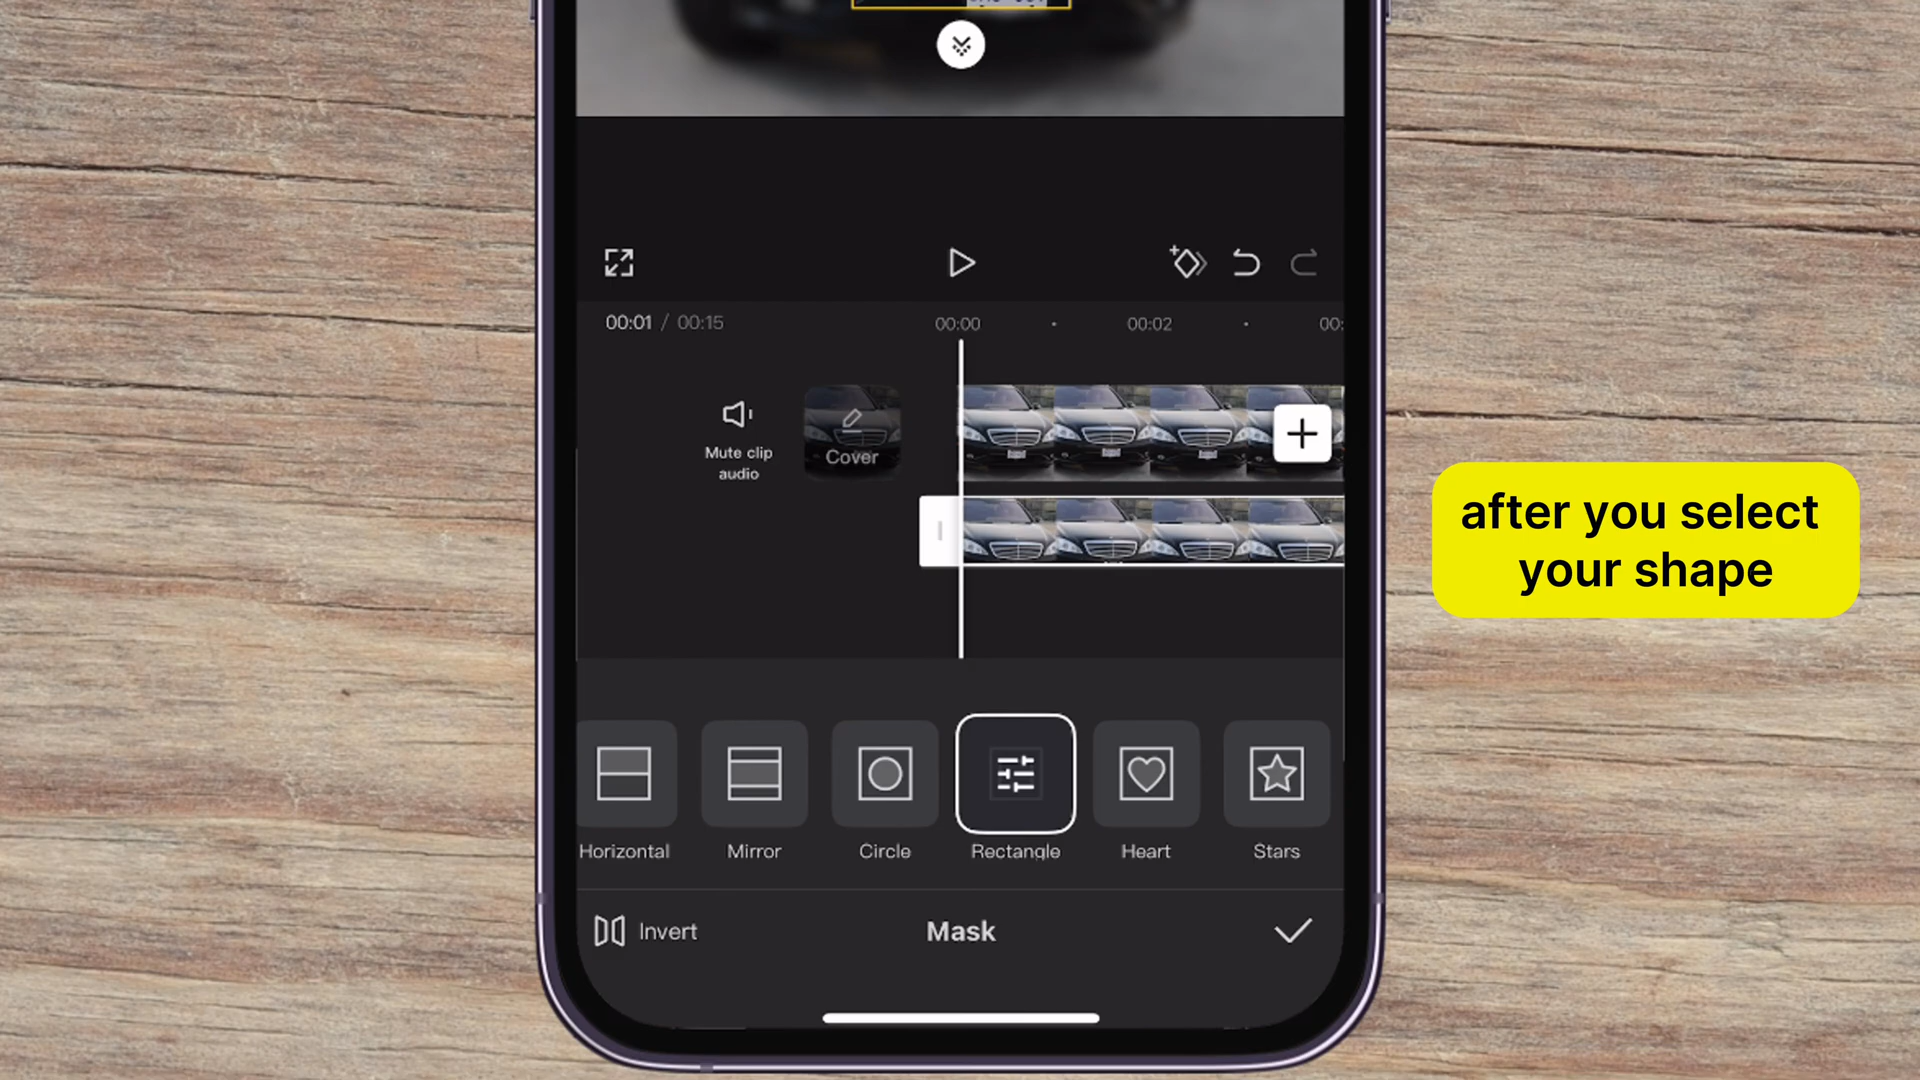 00:01 / 00:15
00:00
00:02
00:
Mute clip
audio
Cover
after you select
your shape
Horizontal
Mirror
Circle
Rectangle
Heart
Stars
Invert
Mask